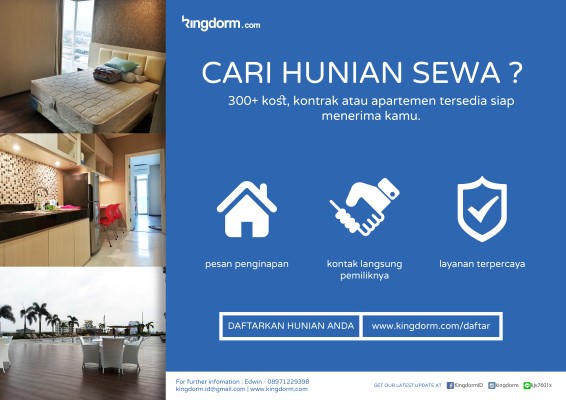 kingdorm.com
CARI HUNIAN SEWA ?
300+ kost, kontrak atau apartemen tersedia siap
menerima kamu.
pesan penginapan
kontak langsung
pemiliknya
layanan terpercaya
DAFTARKAN HUNIAN ANDA
www.kingdorm.com/daftar
For further infomation : Edwin - 08971229398
kingdorm.id@gmail.com | www.kingdorm.com
GET OUR LATEST UPDATE AT
KingdormID
kingdorm